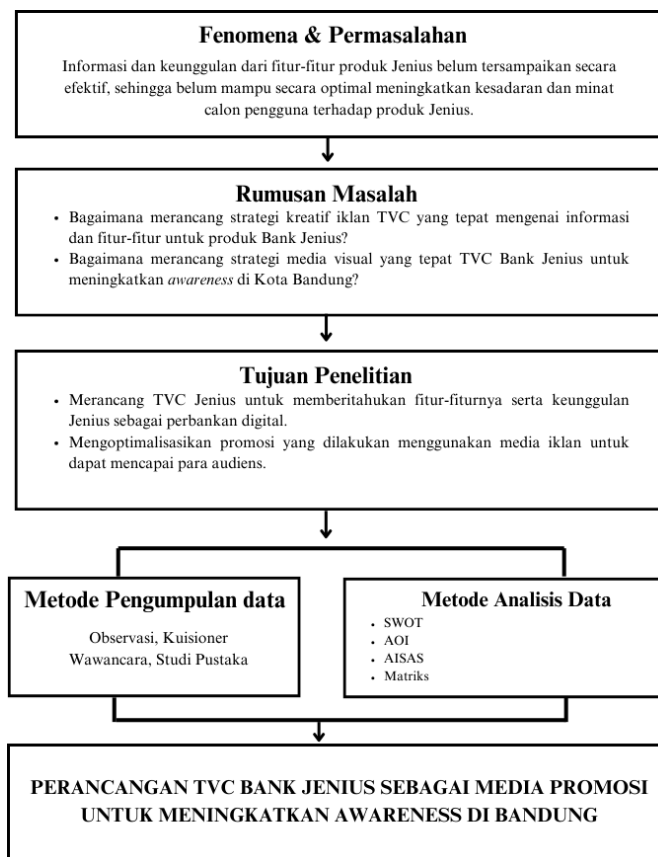 Fenomena & Permasalahan
Informasi dan keunggulan dari fitur-fitur produk Jenius belum tersampaikan secara
efektif, sehingga belum mampu secara optimal meningkatkan kesadaran dan minat
calon pengguna terhadap produk Jenius.
Rumusan Masalah
• Bagaimana merancang strategi kreatif iklan TVC yang tepat mengenai informasi
dan fitur-fitur untuk produk Bank Jenius?
• Bagaimana merancang strategi media visual yang tepat TVC Bank Jenius untuk
meningkatkan awareness di Kota Bandung?
Tujuan Penelitian
• Merancang TVC Jenius untuk memberitahukan fitur-fiturnya serta keunggulan
Jenius sebagai perbankan digital.
• Mengoptimalisasikan promosi yang dilakukan menggunakan media iklan untuk
dapat mencapai para audiens.
Metode Pengumpulan data
Observasi, Kuisioner
Wawancara, Studi Pustaka
Metode Analisis Data
• SWOT
• AOI
• AISAS
• Matriks
PERANCANGAN TVC BANK JENIUS SEBAGAI MEDIA PROMOSI
UNTUK MENINGKATKAN AWARENESS DI BANDUNG